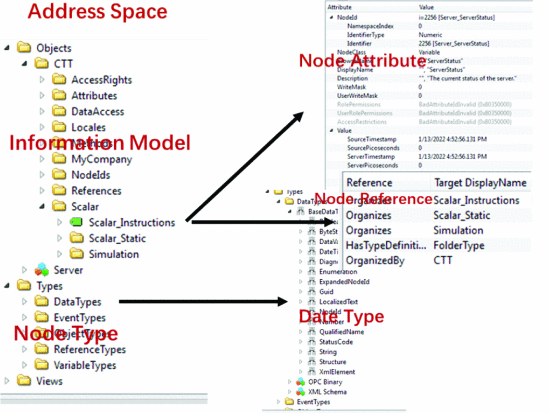 Address Space
Objects
CTT
AccessRights
Attributes
DataAccess
Locales
Information Model
MyCompany
NodeIds
References
Scalar
Scalar_Instructions
Scalar_Static
Simulation
Server
Types
DataTypes
EventTypes
Node Type
ObjectTypes
ReferenceTypes
VariableTypes
Views
Attribute Value
NodeId i=2256 [Server_ServerStatus]
NamespaceIndex 0
IdentifierType Numeric
Identifier 2256 [Server_ServerStatus]
NodeClass Variable
"ServerStatus"
Node Attribute
DisplayName "", "ServerStatus"
Description "", "The current status of the server."
WriteMask 0
UserWriteMask 0
RolePermissions BadAttributeIdInvalid (0x80350000)
UserRolePermissions BadAttributeIdInvalid (0x80350000)
AccessRestrictions BadAttributeIdInvalid (0x80350000)
Value
SourceTimestamp 1/13/2022 4:52:56.131 PM
SourcePicoseconds 0
ServerTimestamp 1/13/2022 4:52:56.131 PM
ServerPicoseconds 0
Reference Target DisplayName
Node Reference
Organizes Scalar_Instructions
Organizes Scalar_Static
Organizes Simulation
HasTypeDefiniti... FolderType
OrganizedBy CTT
Types
DataTypes
BaseDataT
ByteSt
DataVa
DateTi
Diagn
Enumeration
ExpandedNodeId
Guid
LocalizedText
NodeId
Date Type
Number
QualifiedName
StatusCode
String
Structure
XmlElement
OPC Binary
XML Schema
EventTypes